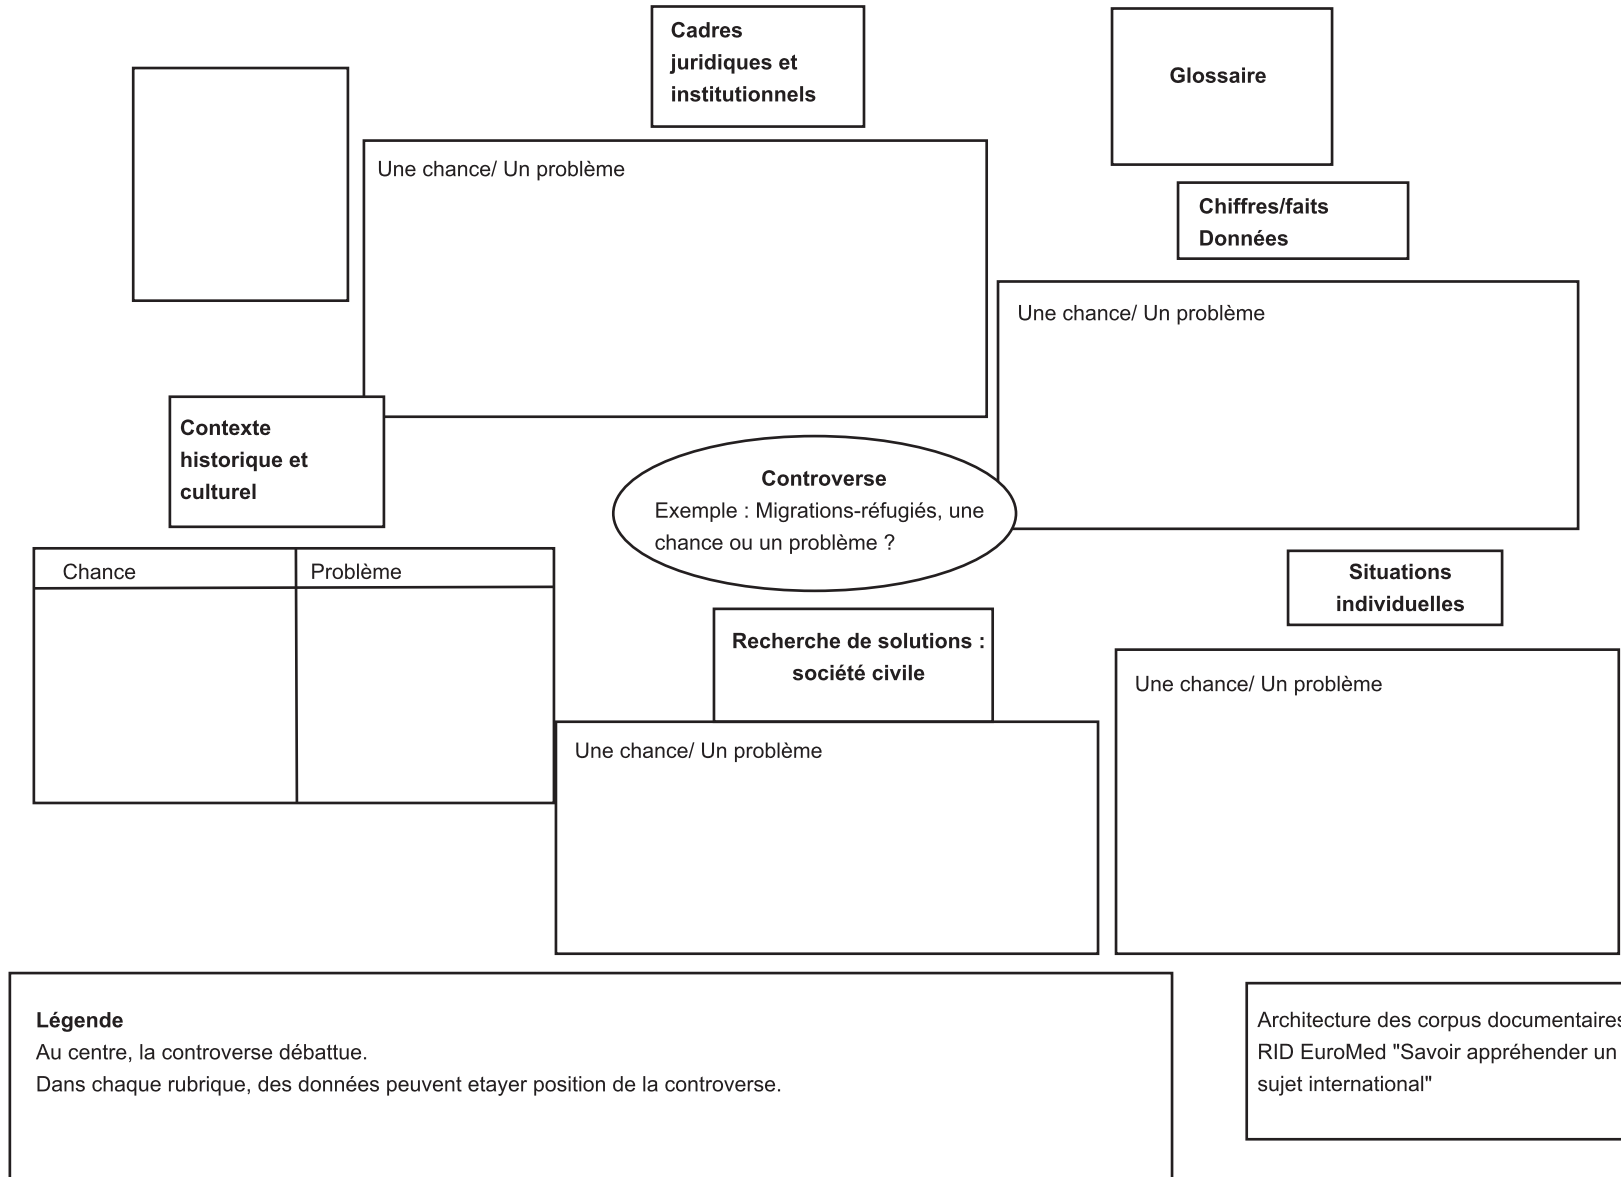 Cadres
juridiques et
institutionnels
Glossaire
Une chance/ Un problème
Chiffres/faits
Données
Une chance/ Un problème
Contexte
historique et
culturel
Controverse
Exemple : Migrations-réfugiés, une
chance ou un problème ?
Chance
Problème
Situations
individuelles
Recherche de solutions :
société civile
Une chance/ Un problème
Une chance/ Un problème
Légende
Au centre, la controverse débattue.
Dans chaque rubrique, des données peuvent etayer position de la controverse.
Architecture des corpus documentaires
RID EuroMed "Savoir appréhender un
sujet international"